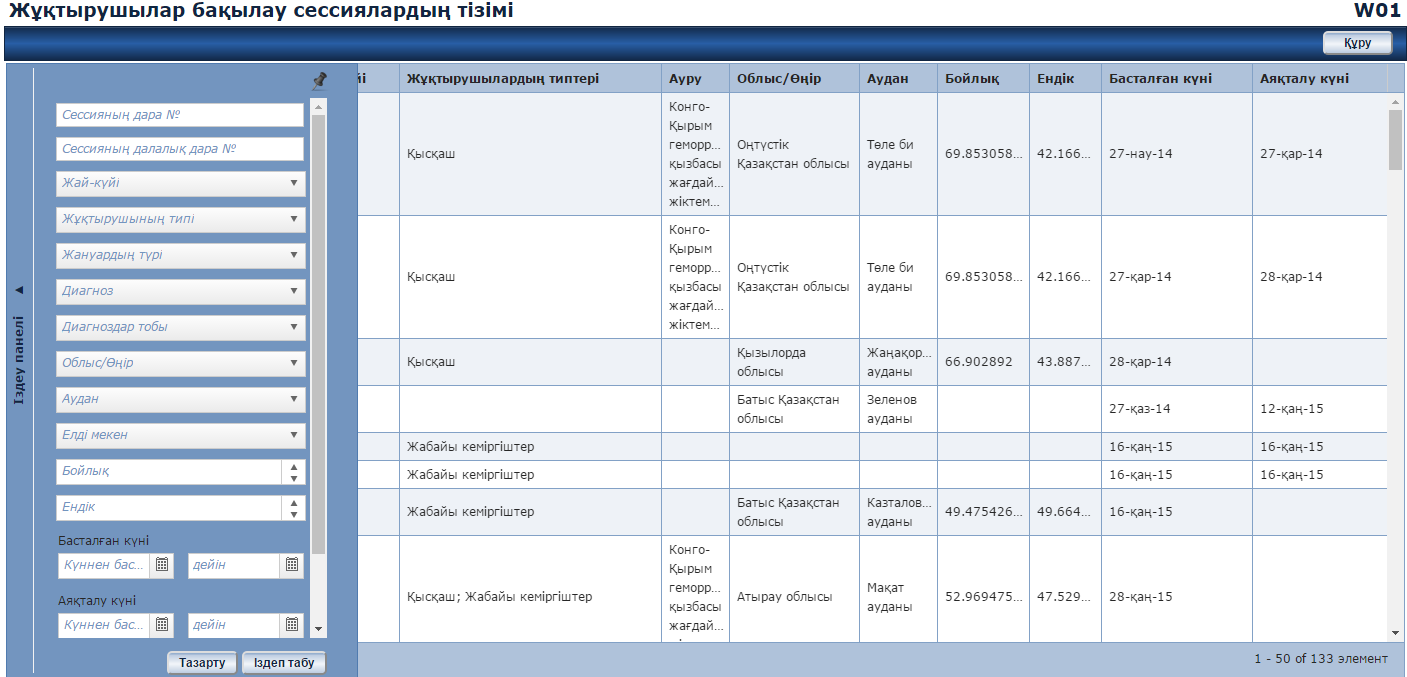 Жұқтырушылар бақылау сессиялардың тізімі
W01
Құру
Іздеу панелі
Сессияның дара №
Сессияның далалық дара №
Жай-күйі
Жұқтырушының типі
Жануардың түрі
Диагноз
Диагноздар тобы
Облыс/Өңір
Аудан
Елді мекен
Бойлық
Ендік
Басталған күні
Күннен бас...
дейін
Аяқталу күні
Күннен бас...
дейін
Тазарту
Іздеп табу
Жұқтырушылардың типтері
Ауру
Облыс/Өңір
Аудан
Бойлық
Ендік
Басталған күні
Аяқталу күні
Қысқаш
Конго-
Қырым
геморр...
қызбасы
жағдай...
жіктем...
Оңтүстік
Қазақстан облысы
Төле би
ауданы
69.853058...
42.166...
27-нау-14
27-қар-14
Қысқаш
Конго-
Қырым
геморр...
қызбасы
жағдай...
жіктем...
Оңтүстік
Қазақстан облысы
Төле би
ауданы
69.853058...
42.166...
27-қар-14
28-қар-14
Қысқаш
Қызылорда
облысы
Жаңақор...
ауданы
66.902892
43.887...
28-қар-14
Батыс Қазақстан
облысы
Зеленов
ауданы
27-қаз-14
12-қаң-15
Жабайы кеміргіштер
16-қаң-15
16-қаң-15
Жабайы кеміргіштер
16-қаң-15
16-қаң-15
Жабайы кеміргіштер
Батыс Қазақстан
облысы
Казталов...
ауданы
49.475426...
49.664...
16-қаң-15
Қысқаш; Жабайы кеміргіштер
Конго-
Қырым
геморр...
қызбасы
жағдай...
Атырау облысы
Мақат
ауданы
52.969475...
47.529...
28-қаң-15
1 - 50 of 133 элемент